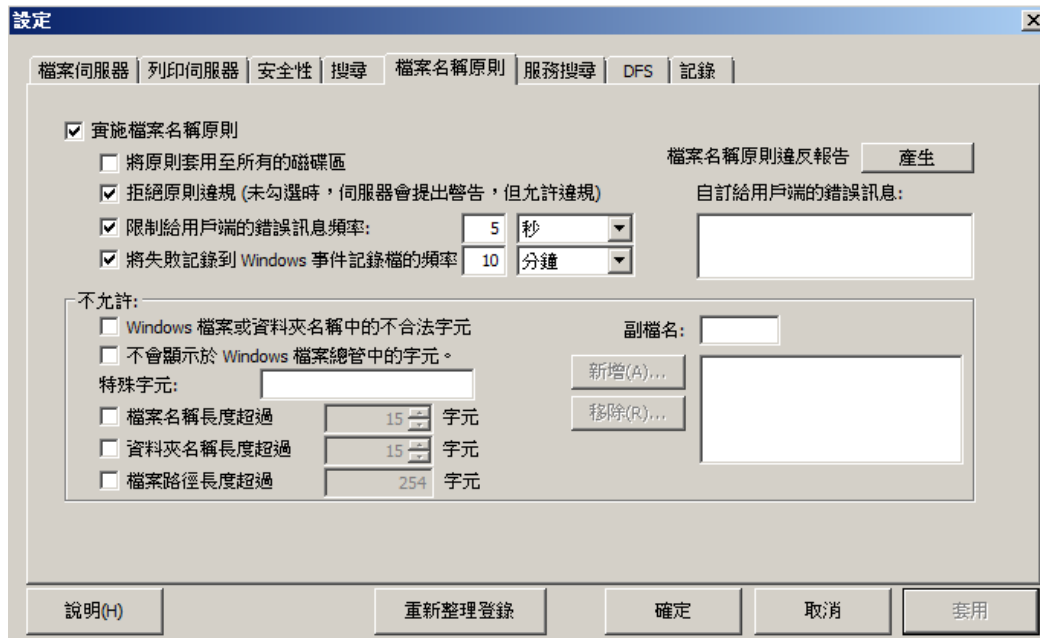 設定
檔案伺服器 列印伺服器 安全性 搜尋 檔案名稱原則 服務搜尋 DFS 記錄
實施檔案名稱原則
將原則套用至所有的磁碟區
檔案名稱原則違反報告 產生
拒絕原則違規 (未勾選時，伺服器會提出警告，但允許違規)
自訂給用戶端的錯誤訊息:
限制給用戶端的錯誤訊息頻率: 5 秒
將失敗記錄到 Windows 事件記錄檔的頻率 10 分鐘
不允許:
Windows 檔案或資料夾名稱中的不合法字元
副檔名:
不會顯示於 Windows 檔案總管中的字元。
新增(A)...
特殊字元:
移除(R)...
檔案名稱長度超過 15 字元
資料夾名稱長度超過 15 字元
檔案路徑長度超過 254 字元
說明(H) 重新整理登錄 確定 取消 套用